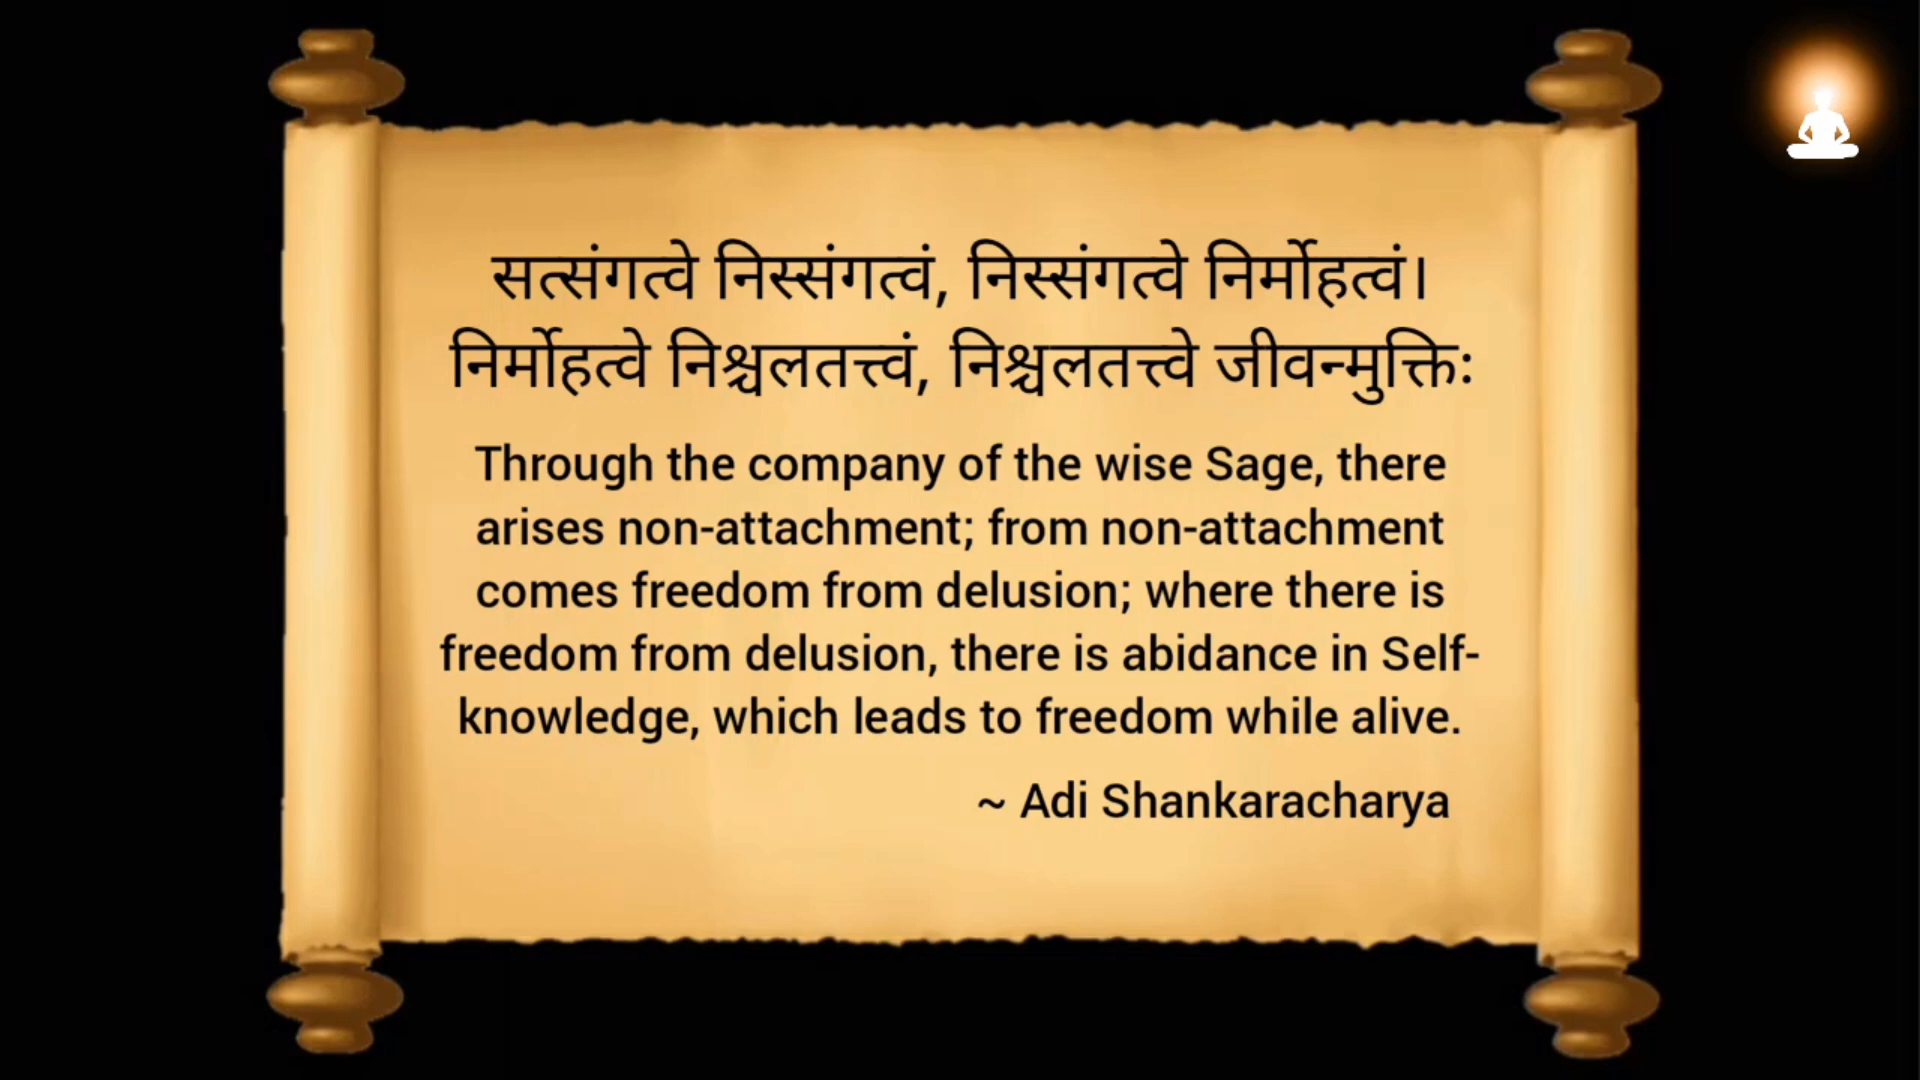 सत्संगत्वे निस्संगत्वं, निस्संगत्वे निर्मोहत्वं।
निर्मोहत्वे निश्चलतत्त्वं, निश्चलतत्त्वे जीवन्मुक्तिः
Through the company of the wise Sage, there
arises non-attachment; from non-attachment
comes freedom from delusion; where there is
freedom from delusion, there is abidance in Self-
knowledge, which leads to freedom while alive.
~ Adi Shankaracharya